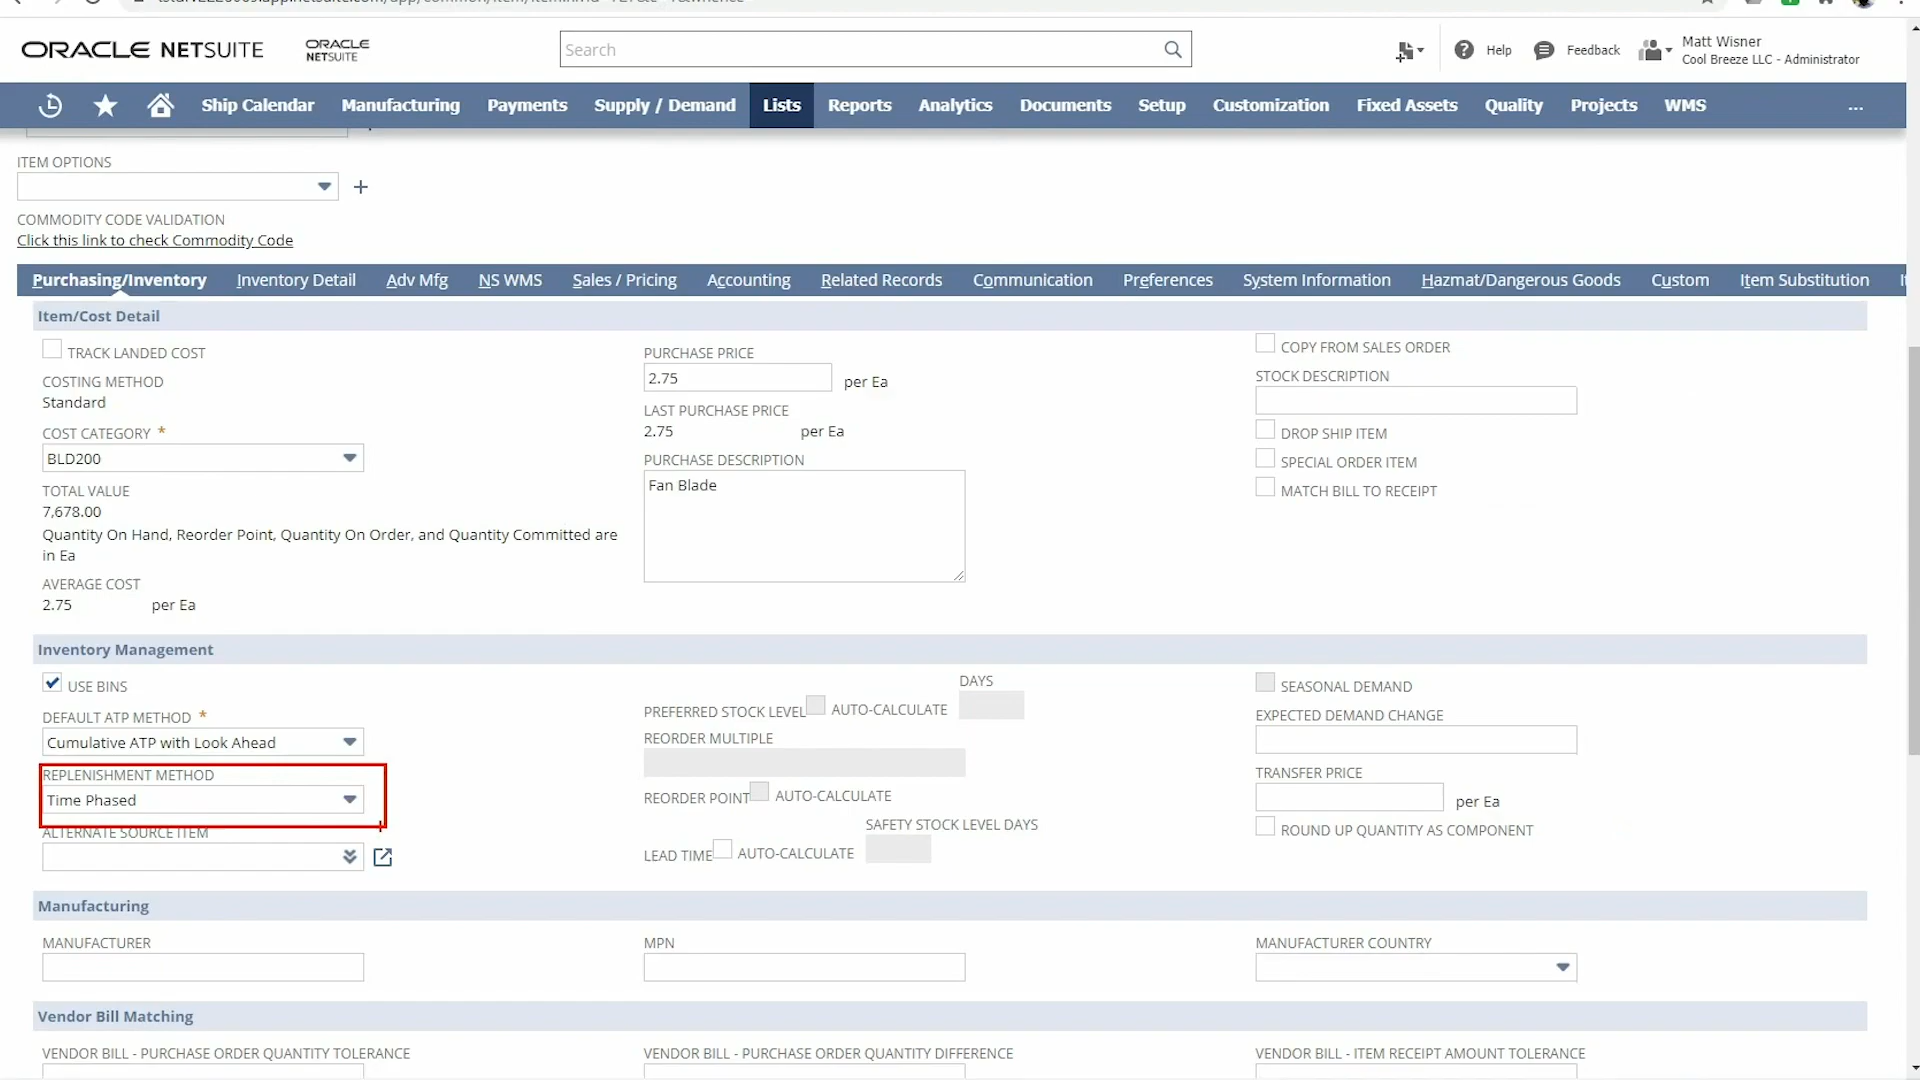 ORACLE NETSUITE
ORACLE
NETSUITE
Search
Help
Feedback
Matt Wisner
Cool Breeze LLC - Administrator
Ship Calendar Manufacturing Payments Supply / Demand Lists Reports Analytics Documents Setup Customization Fixed Assets Quality Projects WMS ...
ITEM OPTIONS
COMMODITY CODE VALIDATION
Click this link to check Commodity Code
Purchasing/Inventory Inventory Detail Adv Mfg NS WMS Sales / Pricing Accounting Related Records Communication Preferences System Information Hazmat/Dangerous Goods Custom Item Substitution
Item/Cost Detail
TRACK LANDED COST
COSTING METHOD
Standard
COST CATEGORY *
BLD200
TOTAL VALUE
7,678.00
Quantity On Hand, Reorder Point, Quantity On Order, and Quantity Committed are
in Ea
AVERAGE COST
2.75 per Ea
PURCHASE PRICE
2.75 per Ea
LAST PURCHASE PRICE
2.75 per Ea
PURCHASE DESCRIPTION
Fan Blade
COPY FROM SALES ORDER
STOCK DESCRIPTION
DROP SHIP ITEM
SPECIAL ORDER ITEM
MATCH BILL TO RECEIPT
Inventory Management
USE BINS
DEFAULT ATP METHOD *
Cumulative ATP with Look Ahead
REPLENISHMENT METHOD
Time Phased
ALTERNATE SOURCE ITEM
PREFERRED STOCK LEVEL AUTO-CALCULATE DAYS
REORDER MULTIPLE
REORDER POINT AUTO-CALCULATE
LEAD TIME AUTO-CALCULATE SAFETY STOCK LEVEL DAYS
SEASONAL DEMAND
EXPECTED DEMAND CHANGE
TRANSFER PRICE
per Ea
ROUND UP QUANTITY AS COMPONENT
Manufacturing
MANUFACTURER
MPN
MANUFACTURER COUNTRY
Vendor Bill Matching
VENDOR BILL - PURCHASE ORDER QUANTITY TOLERANCE
VENDOR BILL - PURCHASE ORDER QUANTITY DIFFERENCE
VENDOR BILL - ITEM RECEIPT AMOUNT TOLERANCE